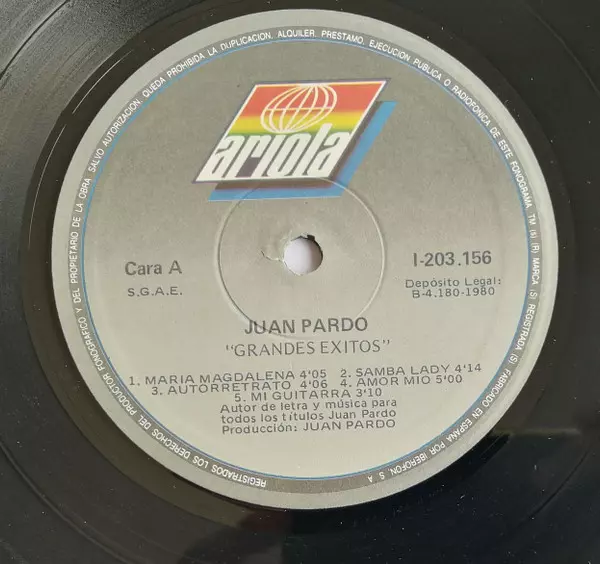 REGISTRADOS LOS DERECHOS DEL PRODUCTOR FONOGRAFICO Y DEL PROPIETARIO DE LA OBRA. SALVO AUTORIZACION: QUEDA PROHIBIDA LA DUPLICACION, ALQUILER, PRESTAMO, EJECUCION PUBLICA O RADIOFONICA DE ESTE FONOGRAMA. TM (S) (R) MARCA (S) REGISTRADA (S). FABRICADO EN ESPAÑA POR IBEROFON, S. A.
ariola
Cara A
I-203.156
S.G.A.E.
Depósito Legal:
B-4.180-1980
JUAN PARDO
"GRANDES EXITOS"
1. MARIA MAGDALENA 4'05 2. SAMBA LADY 4'14
3. AUTORRETRATO 4'06 4. AMOR MIO 5'00
5. MI GUITARRA 3'10
Autor de letra y música para
todos los títulos Juan Pardo
Producción: JUAN PARDO